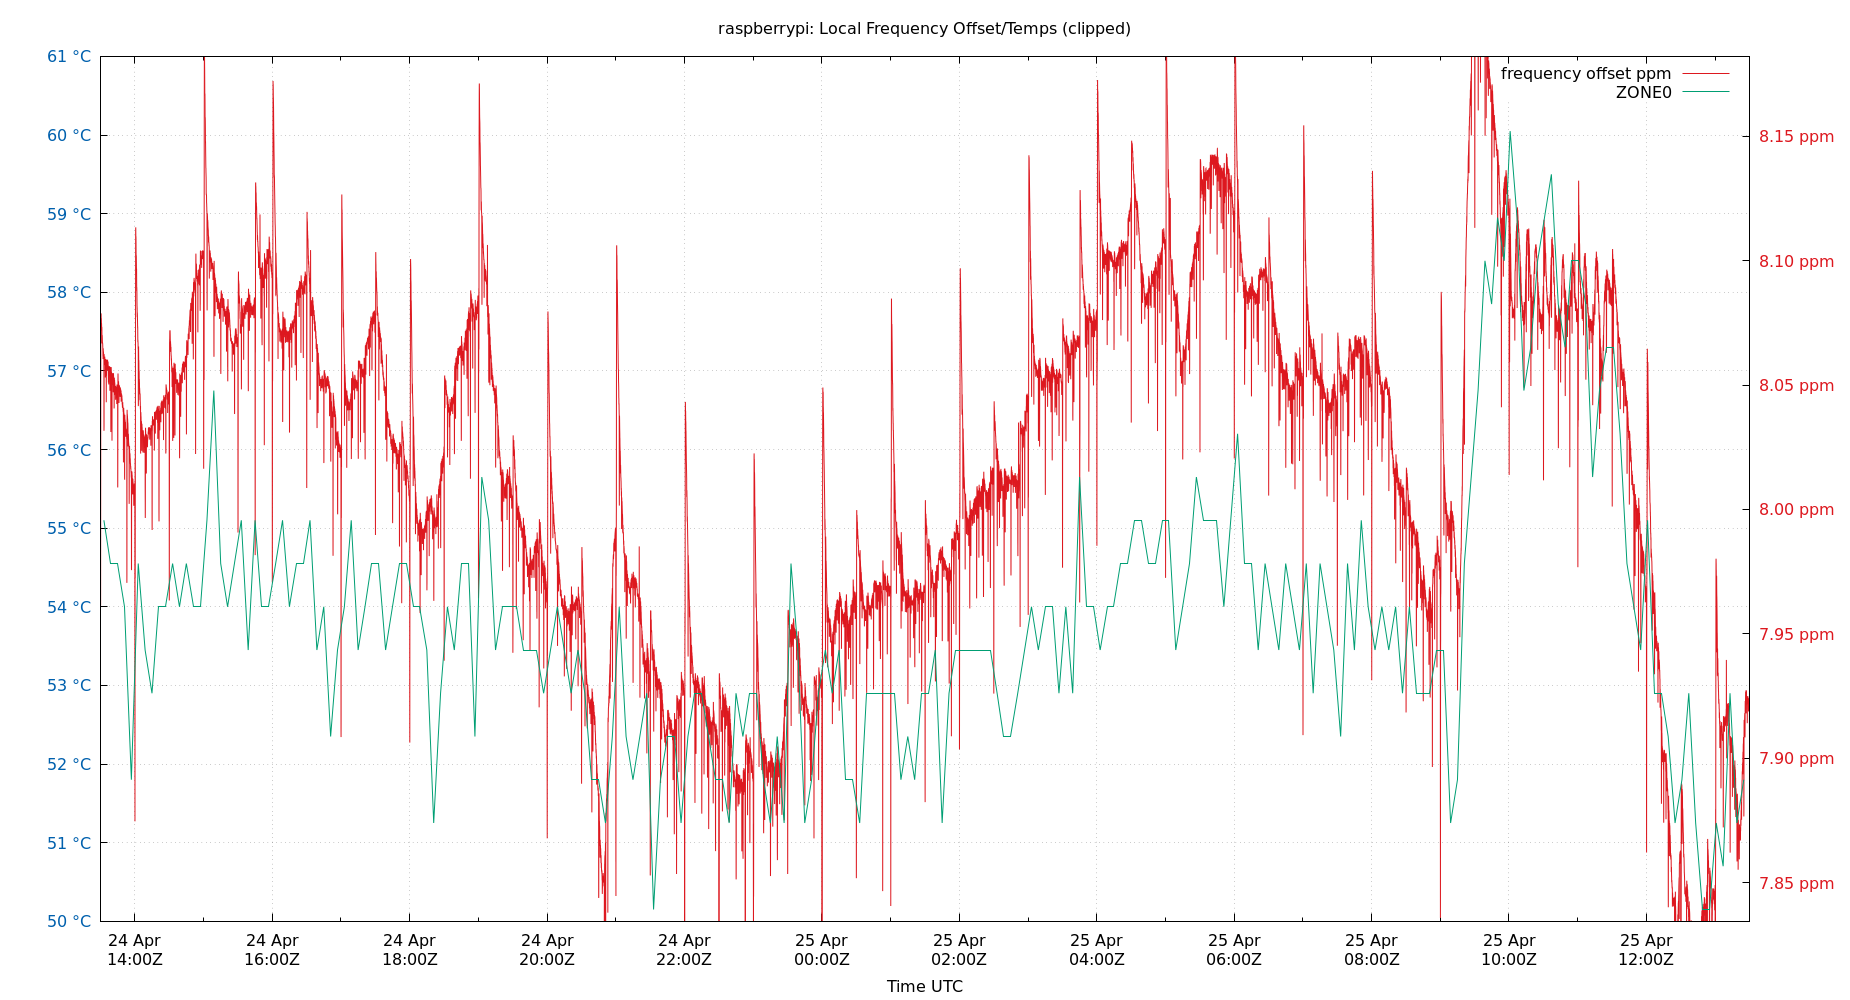 raspberrypi: Local Frequency Offset/Temps (clipped)
frequency offset ppm
ZONE0
61 °C
60 °C
59 °C
58 °C
57 °C
56 °C
55 °C
54 °C
53 °C
52 °C
51 °C
50 °C
8.15 ppm
8.10 ppm
8.05 ppm
8.00 ppm
7.95 ppm
7.90 ppm
7.85 ppm
24 Apr 14:00Z
24 Apr 16:00Z
24 Apr 18:00Z
24 Apr 20:00Z
24 Apr 22:00Z
25 Apr 00:00Z
25 Apr 02:00Z
25 Apr 04:00Z
25 Apr 06:00Z
25 Apr 08:00Z
25 Apr 10:00Z
25 Apr 12:00Z
Time UTC